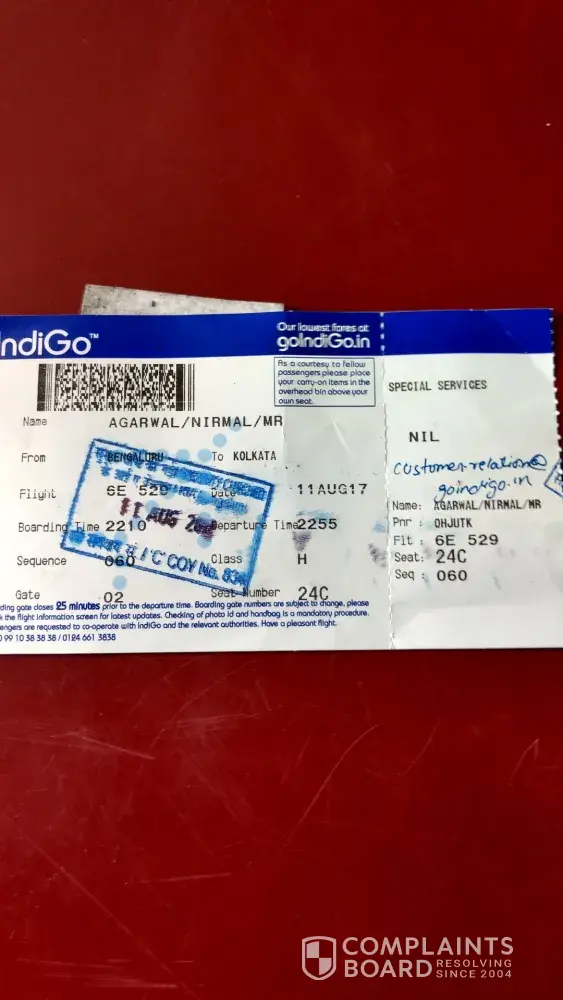 IndiGo™
Our lowest fares at
goIndiGo.in
As a courtesy to fellow
passengers please place
your carry-on items in the
overhead bin above your
own seat.
Name AGARWAL/NIRMAL/MR
From BENGALURU To KOLKATA
Flight 6E 529 Date 11AUG17
Boarding Time 2210 Departure Time 2255
Sequence 060 Class H
Gate 02 Seat Number 24C
11 AUG
I/C COY NO.
ding gate closes 25 minutes prior to the departure time. Boarding gate numbers are subject to change, please
k the flight information screen for latest updates. Checking of photo id and handbag is a mandatory procedure.
engers are requested to co-operate with IndiGo and the relevant authorities. Have a pleasant flight.
0 99 10 38 38 38 / 0124 661 3838
SPECIAL SERVICES
NIL
customer.relations@
goindigo.in
Name: AGARWAL/NIRMAL/MR
Pnr : OHJUTK
Flt : 6E 529
Seat: 24C
Seq : 060
COMPLAINTS
BOARD RESOLVING
SINCE 2004